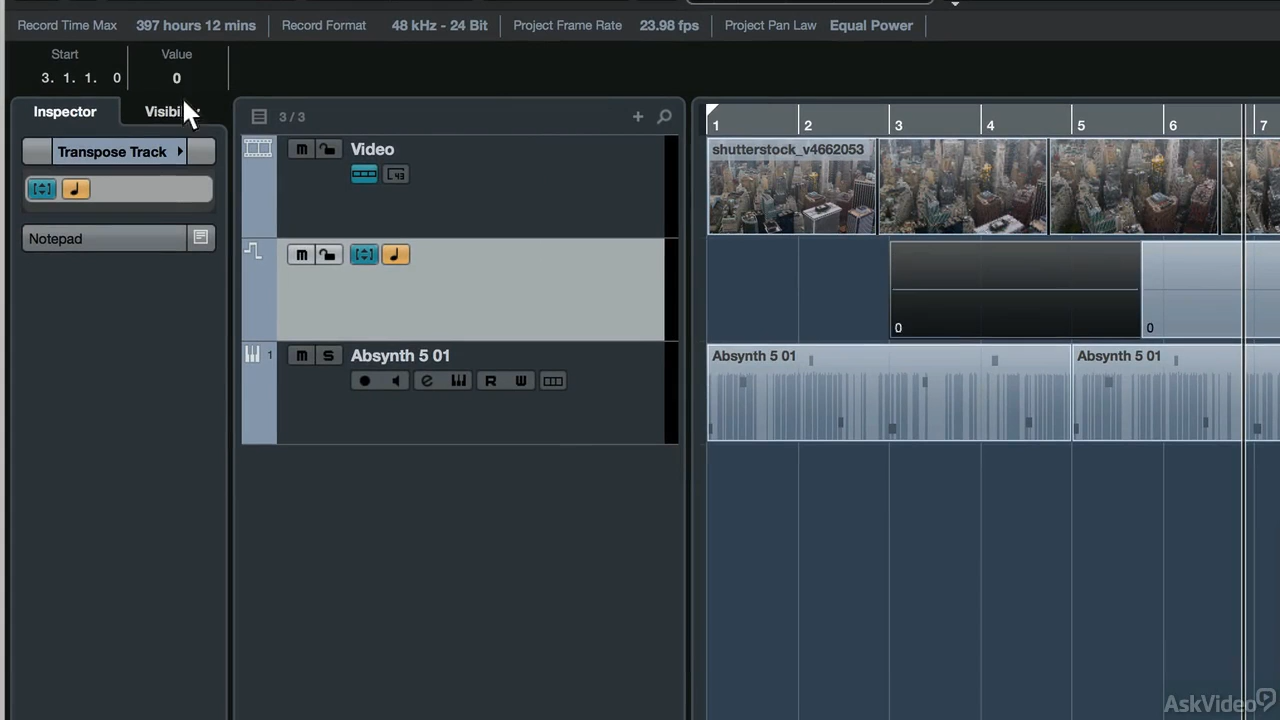 Record Time Max 397 hours 12 mins Record Format 48 kHz - 24 Bit Project Frame Rate 23.98 fps Project Pan Law Equal Power
Start Value
3. 1. 1. 0 0
Inspector 3 / 3
1 2 3 4 5 6 7
Transpose Track m Video shutterstock_v4662053
43
Notepad m
0 0
1 m S Absynth 5 01 Absynth 5 01 Absynth 5 01
e R W
AskVideo